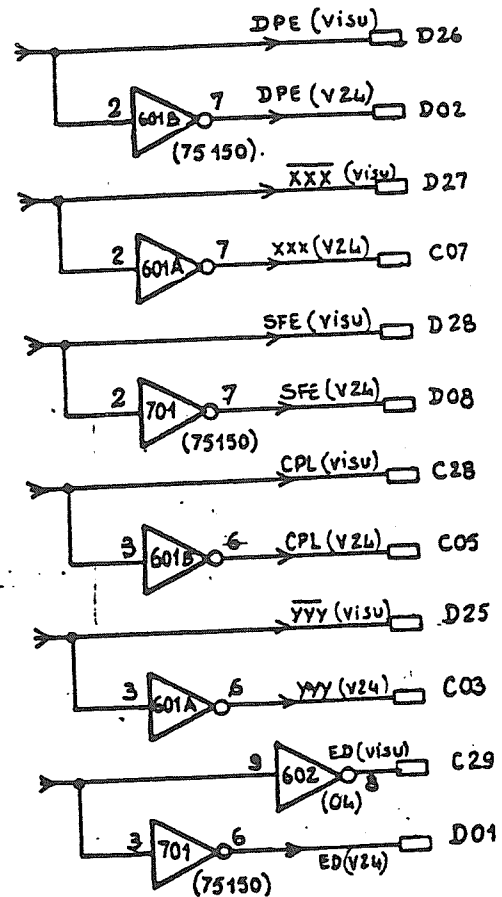 DPE (visu) D26
2 601B 7 DPE (V24) D02
(75150).
X̅X̅X̅ (visu) D27
2 601A 7 XXX (V24) C07
SFE (visu) D28
2 701 7 SFE (V24) D08
(75150)
CPL (visu) C28
3 601B 6 CPL (V24) C05
Y̅Y̅Y̅ (visu) D25
3 601A 6 YYY (V24) C03
9 602 ED (visu) 8 C29
(04)
3 701 6 ED (V24) D01
(75150)